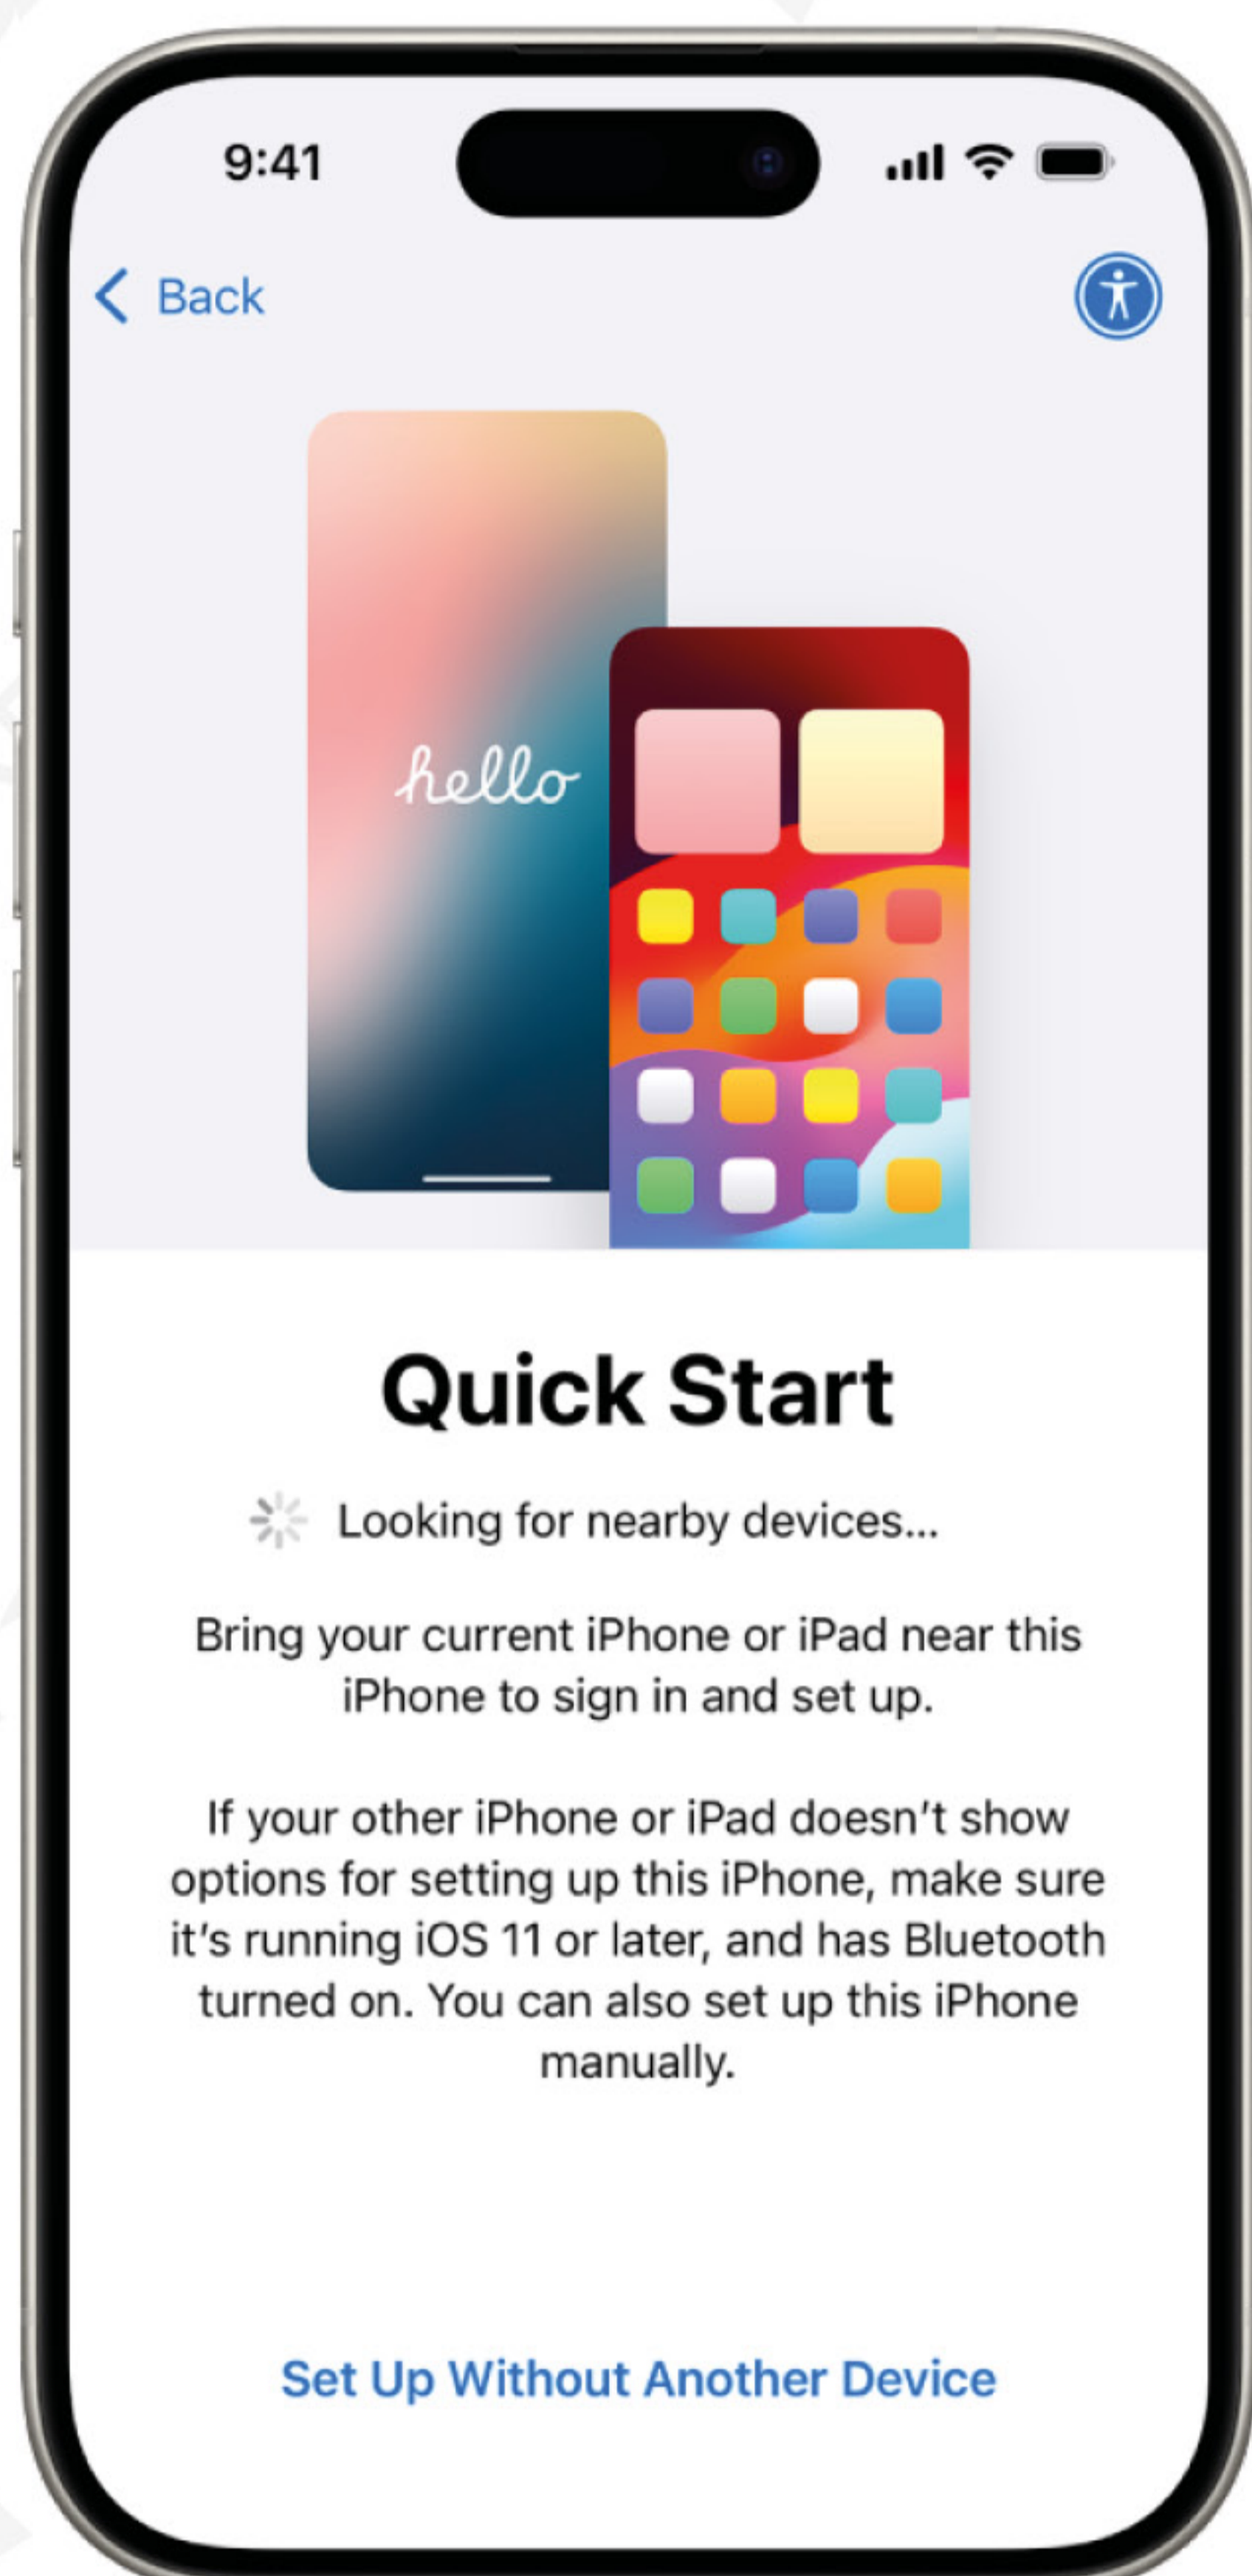 9:41
Back
hello
Quick Start
Looking for nearby devices...
Bring your current iPhone or iPad near this
iPhone to sign in and set up.
If your other iPhone or iPad doesn’t show
options for setting up this iPhone, make sure
it’s running iOS 11 or later, and has Bluetooth
turned on. You can also set up this iPhone
manually.
Set Up Without Another Device